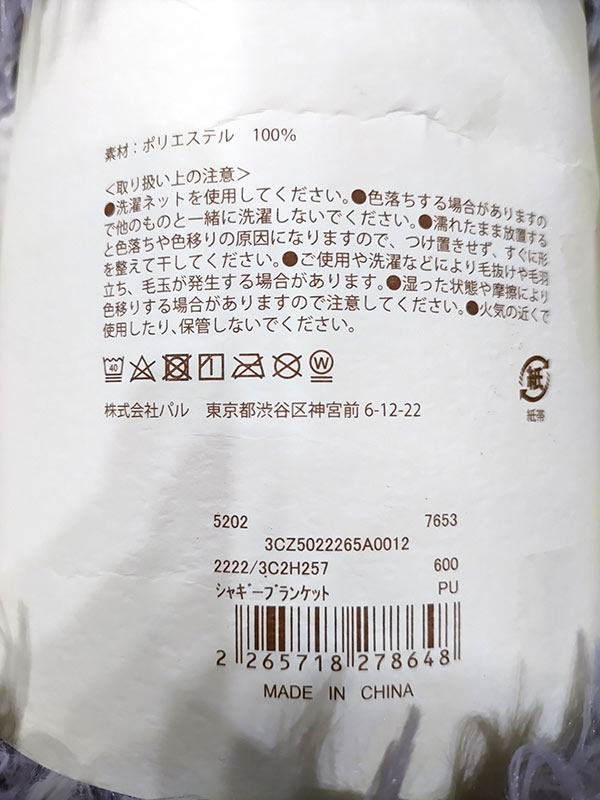 素材：ポリエステル 100%
＜取り扱い上の注意＞
●洗濯ネットを使用してください。●色落ちする場合がありますの
で他のものと一緒に洗濯しないでください。●濡れたまま放置する
と色落ちや色移りの原因になりますので、つけ置きせず、すぐに形
を整えて干してください。●ご使用や洗濯などにより毛抜けや毛羽
立ち、毛玉が発生する場合があります。●湿った状態や摩擦により
色移りする場合がありますので注意してください。●火気の近くで
使用したり、保管しないでください。
40 W
紙
紙帯
株式会社パル 東京都渋谷区神宮前 6-12-22
5202 7653
3CZ5022265A0012
2222/3C2H257 600
シャギーブランケット PU
2 265718 278648
MADE IN CHINA